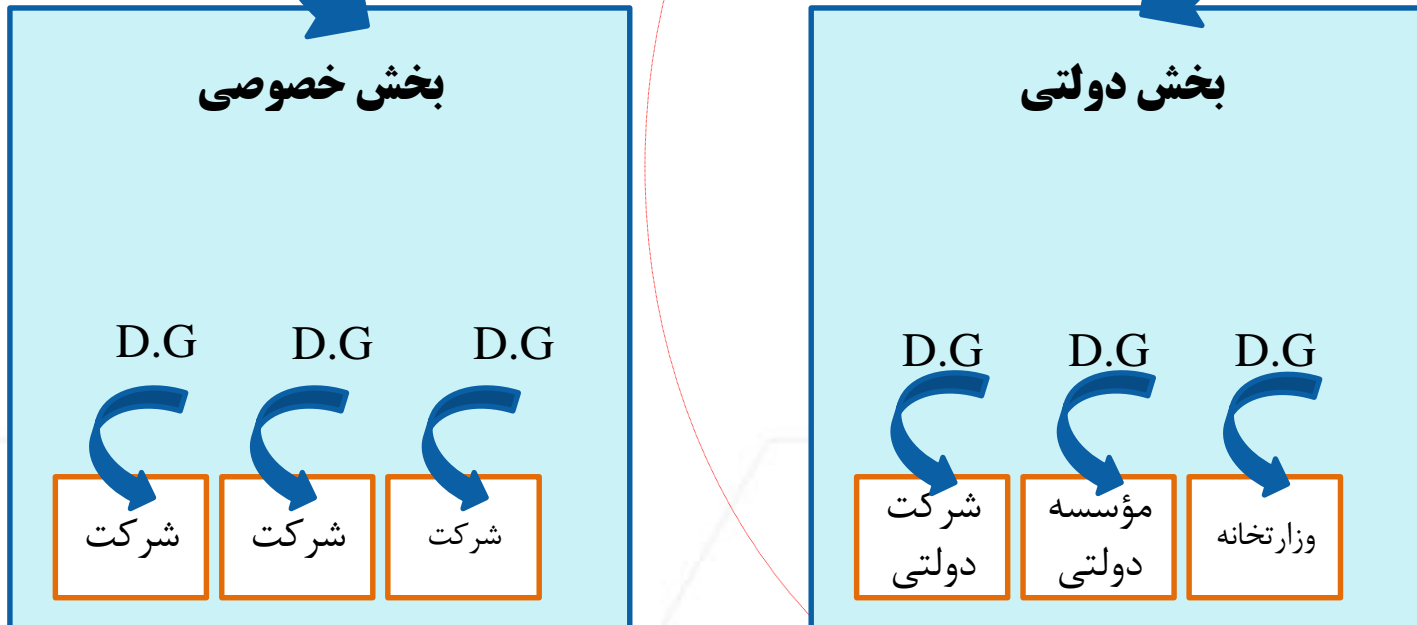 بخش دولتی
بخش خصوصی
D.G D.G D.G
D.G D.G D.G
وزارتخانه
مؤسسه
دولتی
شرکت
دولتی
شرکت
شرکت
شرکت